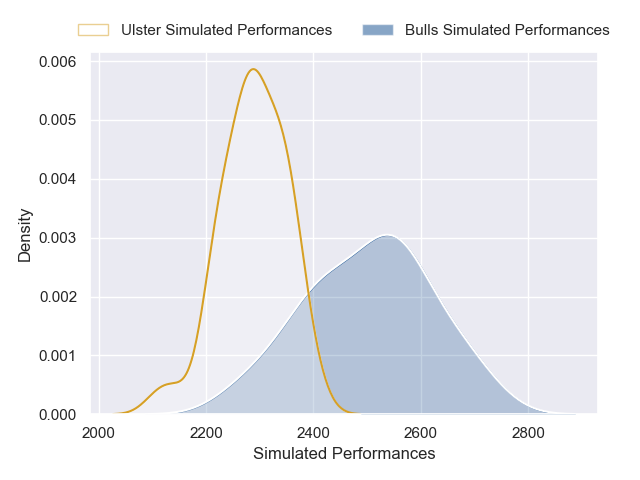 Ulster Simulated Performances Bulls Simulated Performances
0.006
0.005
0.004
0.003
0.002
0.001
0.000
Density
2000 2200 2400 2600 2800
Simulated Performances